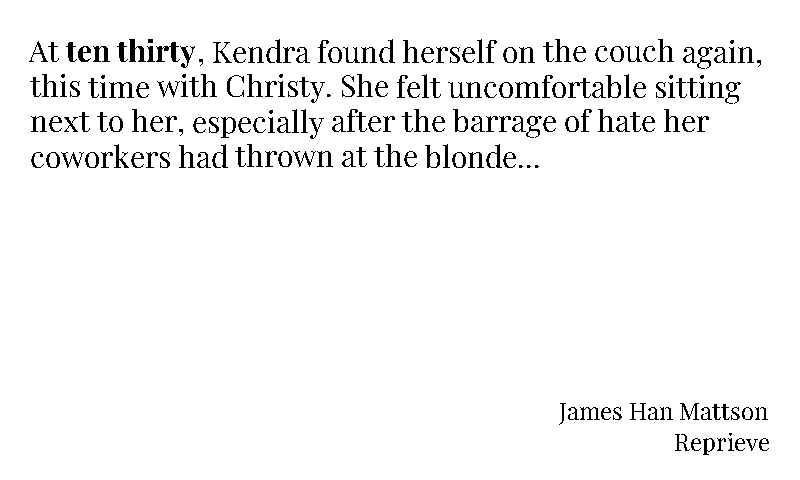 At ten thirty, Kendra found herself on the couch again,
this time with Christy. She felt uncomfortable sitting
next to her, especially after the barrage of hate her
coworkers had thrown at the blonde...
James Han Mattson
Reprieve